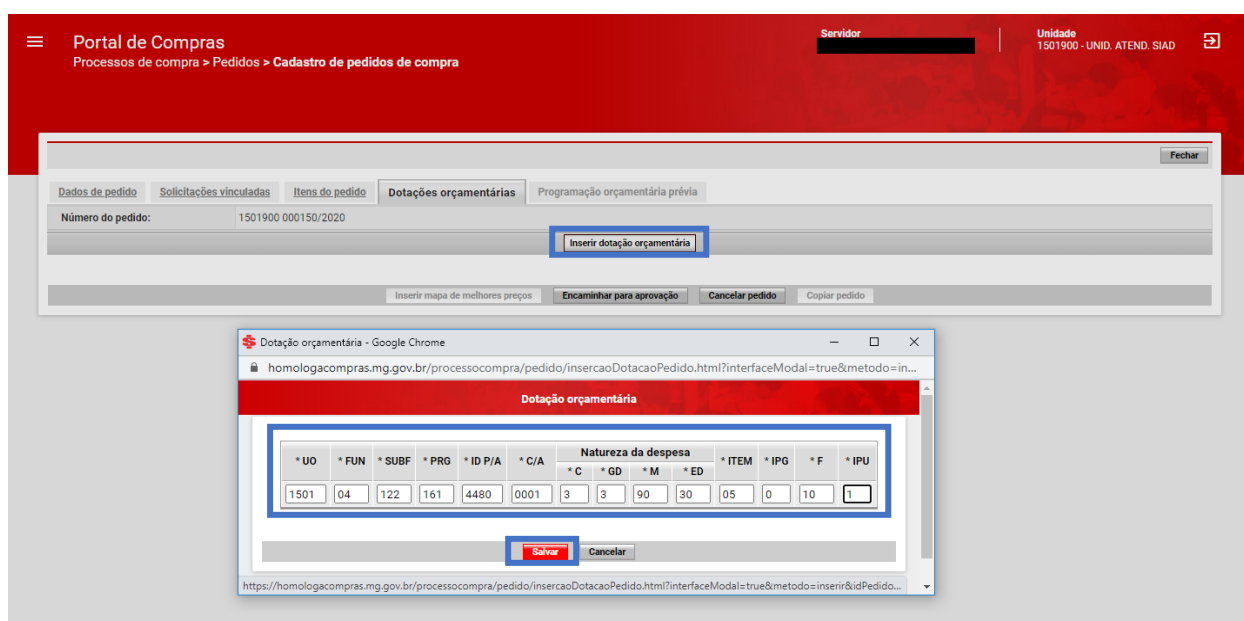 Portal de Compras
Processos de compra > Pedidos > Cadastro de pedidos de compra
Servidor
Unidade
1501900 - UNID. ATEND. SIAD
Fechar
Dados de pedido Solicitações vinculadas Itens do pedido Dotações orçamentárias Programação orçamentária prévia
Número do pedido: 1501900 000150/2020
Inserir dotação orçamentária
Inserir mapa de melhores preços Encaminhar para aprovação Cancelar pedido Copiar pedido
Dotação orçamentária - Google Chrome
homologacompras.mg.gov.br/processocompra/pedido/insercaoDotacaoPedido.html?interfaceModal=true&metodo=in...
Dotação orçamentária
* UO * FUN * SUBF * PRG * ID P/A * C/A Natureza da despesa * ITEM * IPG * F * IPU
* C * GD * M * ED
1501 04 122 161 4480 0001 3 3 90 30 05 0 10 1
Salvar Cancelar
https://homologacompras.mg.gov.br/processocompra/pedido/insercaoDotacaoPedido.html?interfaceModal=true&metodo=inserir&idPedido...